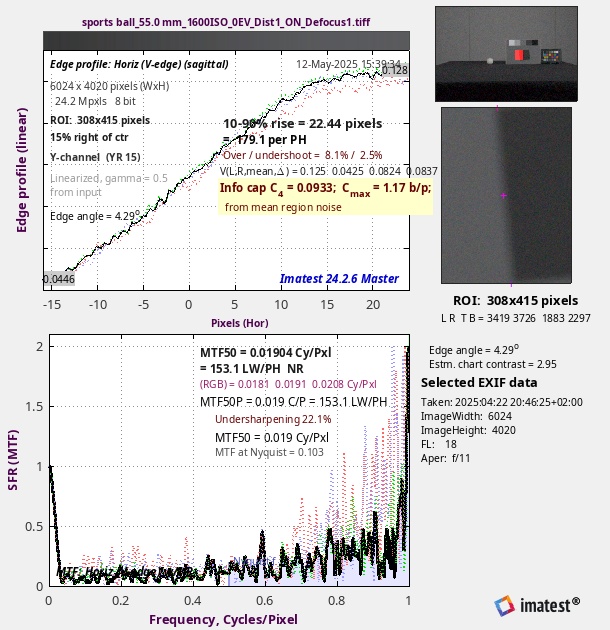 sports ball_55.0 mm_1600ISO_0EV_Dist1_ON_Defocus1.tiff
Edge profile: Horiz (V-edge) (sagittal)
12-May-2025 15:39:34
0.128
6024 x 4020 pixels (WxH)
24.2 Mpxls 8 bit
ROI: 308x415 pixels
15% right of ctr
Y-channel (YR 15)
Linearized, gamma = 0.5
from input
Edge angle = 4.29º
10-90% rise = 22.44 pixels
= 179.1 per PH
Over / undershoot = 8.1% / 2.5%
V(L,R,mean,Δ) = 0.125 0.0425 0.0824 0.0837
Info cap C4 = 0.0933; Cmax = 1.17 b/p;
from mean region noise
0.0446
Imatest 24.2.6 Master
Edge profile (linear)
-15 -10 -5 0 5 10 15 20
Pixels (Hor)
ROI: 308x415 pixels
L R T B = 3419 3726 1883 2297
Edge angle = 4.29º
Estm. chart contrast = 2.95
Selected EXIF data
Taken: 2025:04:22 20:46:25+02:00
ImageWidth: 6024
ImageHeight: 4020
FL: 18
Aper: f/11
MTF50 = 0.01904 Cy/Pxl
= 153.1 LW/PH NR
(RGB) = 0.0181 0.0191 0.0208 Cy/Pxl
MTF50P = 0.019 C/P = 153.1 LW/PH
Undersharpening 22.1%
MTF50 = 0.019 Cy/Pxl
MTF at Nyquist = 0.103
SFR (MTF)
2
1.5
1
0.5
0
MTF: Horiz
0 0.2 0.4 0.6 0.8 1
Frequency, Cycles/Pixel
imatest®